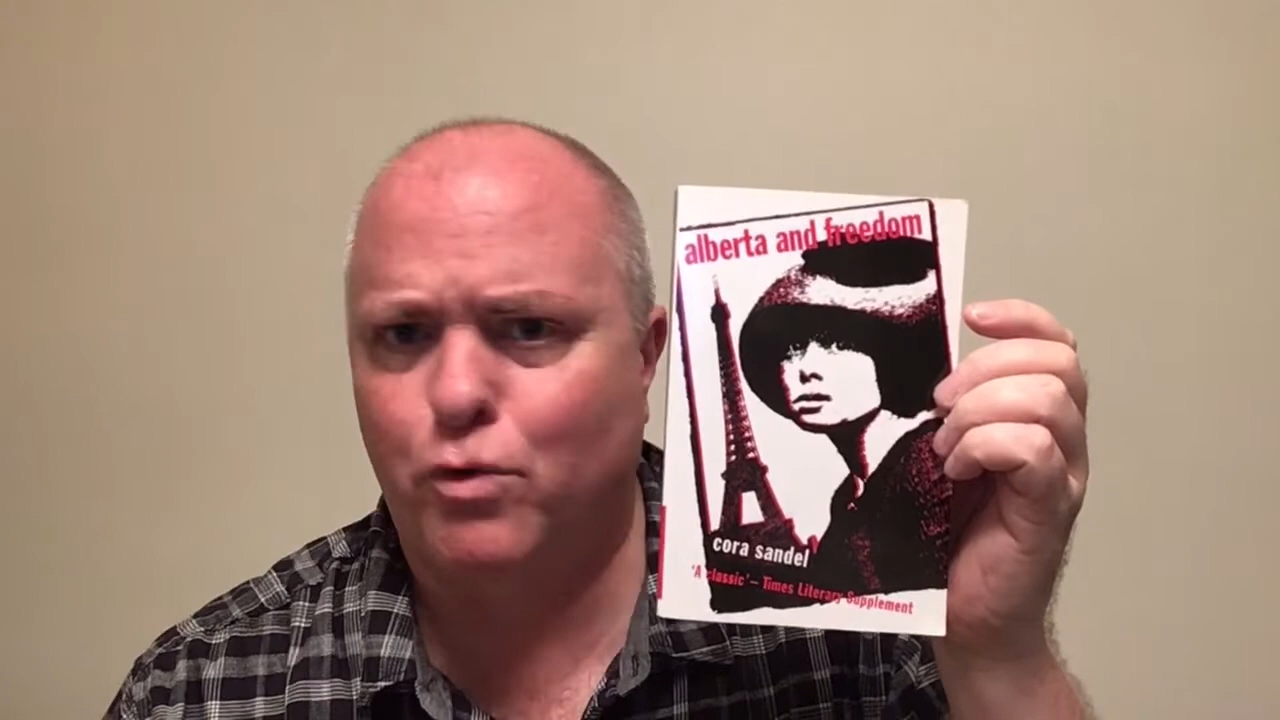 alberta and freedom
cora sandel
'A classic' – Times Literary Supplement